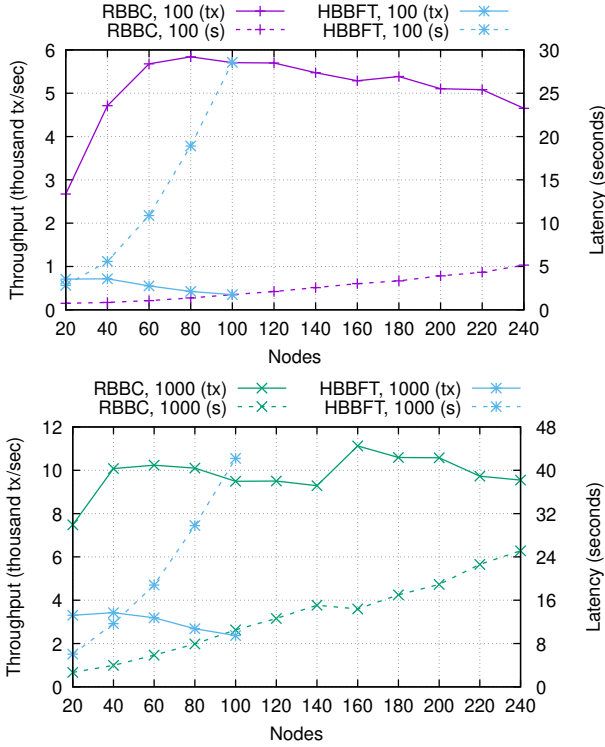 RBBC, 100 (tx) HBBFT, 100 (tx)
RBBC, 100 (s) HBBFT, 100 (s)
Throughput (thousand tx/sec)
6
5
4
3
2
1
0
30
25
20
15
10
5
0
Latency (seconds)
20 40 60 80 100 120 140 160 180 200 220 240
Nodes
RBBC, 1000 (tx) HBBFT, 1000 (tx)
RBBC, 1000 (s) HBBFT, 1000 (s)
Throughput (thousand tx/sec)
12
10
8
6
4
2
0
48
40
32
24
16
8
0
Latency (seconds)
20 40 60 80 100 120 140 160 180 200 220 240
Nodes